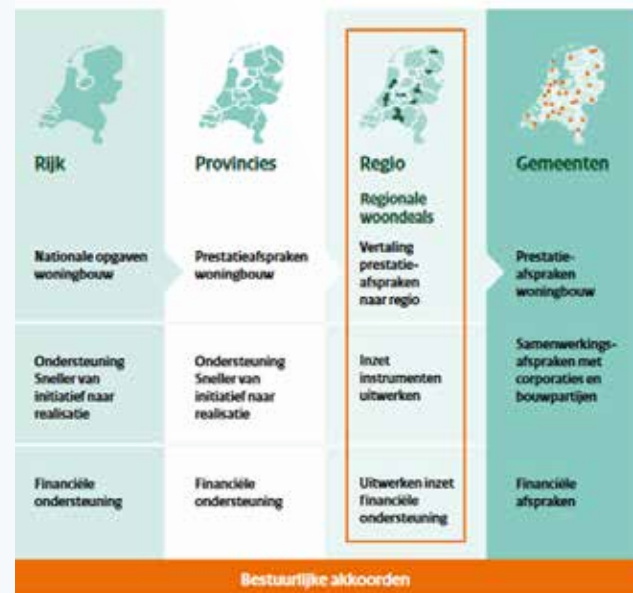 Rijk
Provincies
Regio
Gemeenten
Regionale
woondeals
Nationale opgaven
woningbouw
Prestatieafspraken
woningbouw
Vertaling
prestatie-
afspraken
naar regio
Prestatie-
afspraken
woningbouw
Ondersteuning
Sneller van
initiatief naar
realisatie
Ondersteuning
Sneller van
initiatief naar
realisatie
Inzet
instrumenten
uitwerken
Samenwerkings-
afspraken met
corporaties en
bouwpartijen
Financiële
ondersteuning
Financiële
ondersteuning
Uitwerken inzet
financiële
ondersteuning
Financiële
afspraken
Bestuurlijke akkoorden